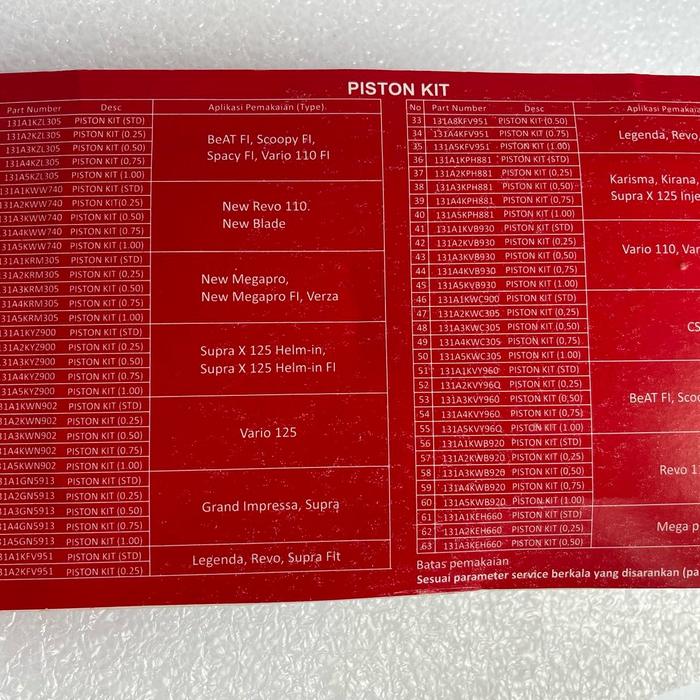 PISTON KIT
Part Number Desc Aplikasi Pemakaian (Type).
131A1KZL305 PISTON KIT (STD)
131A2KZL305 PISTON KIT (0.25)
131A3KZL305 PISTON KIT (0.50)
131A4KZL305 PISTON KIT (0,75)
131A5KZL305 PISTON KIT (1.00)
BeAT FI, Scoopy FI,
Spacy FI, Vario 110 FI
131A1KWW740 PISTON KIT (STD)
131A2KWW740 PISTON KIT(0.25)
131A3KWW740 PISTON KIT (0.50)
131A4KWW740 PISTON KIT (0.75)
131A5KWW740 PISTON KIT (1.00)
New Revo 110.
New Blade
131A1KRM305 PISTON KIT (STD)
131A2KRM305 PISTON KIT (0,25)
131A3KRM305 PISTON KIT (0.50)
131A4KRM305 PISTON KIT (0.75)
131A5KRM305 PISTON KIT (1.00)
New Megapro,
New Megapro FI, Verza
131A1KYZ900 PISTON KIT (STD)
131A2KYZ900 PISTON KIT (0.25)
131A3KYZ900 PISTON KIT (0.50)
131A4KYZ900 PISTON KIT (0.75)
131A5KYZ900 PISTON KIT (1.00)
Supra X 125 Helm-in,
Supra X 125 Helm-in FI
131A1KWN902 PISTON KIT (STD)
131A2KWN902 PISTON KIT (0.25)
131A3KWN902 PISTON KIT (0.50)
131A4KWN902 PISTON KIT (0.75)
131A5KWN902 PISTON KIT (1.00)
Vario 125
131A1GN5913 PISTON KIT (STD)
131A2GN5913 PISTON KIT (0.25)
131A3GN5913 PISTON KIT (0.50)
131A4GN5913 PISTON KIT (0.75)
131A5GN5913 PISTON KIT (1.00)
Grand Impressa, Supra
131A1KFV951 PISTON KIT (STD)
131A2KFV951 PISTON KIT (0.25)
Legenda, Revo, Supra Fit
No Part Number Desc Aplikasi Pemakaia
33 PISTON KIT (0.50)
34 131A4KFV951 PISTON KIT (0.75)
35 131A5KFV951 PISTON KIT (1.00)
Legenda, Revo,
36 131A1KPH881 PISTON KIT (STD)
37 131A2KPH881 PISTON KIT (0,25)
38 131A3KPH881 PISTON KIT (0,50)
39 131A4KPH881 PISTON KIT (0,75)
40 131A5KPH881 PISTON KIT (1.00)
Karisma, Kirana,
Supra X 125 Inje
41 131A1KVB930 PISTON KIT (STD)
42 131A2KVB930 PISTON KIT (0,25)
43 131A3KVB930 PISTON KIT (0,50)
44 131A4KVB930 PISTON KIT (0,75)
45 131A5KVB930 PISTON KIT (1.00)
Vario 110, Var
46 131A1KWC900 PISTON KIT (STD)
47 131A2KWC305 PISTON KIT (0,25)
48 131A3KWC305 PISTON KIT (0,50)
49 131A4KWC305 PISTON KIT (0,75)
50 131A5KWC305 PISTON KIT (1.00)
CS
51 131A1KVY960 PISTON KIT (STD)
52 131A2KVY960 PISTON KIT (0,25)
53 131A3KVY960 PISTON KIT (0,50)
54 131A4KVY960 PISTON KIT (0,75)
55 131A5KVY960 PISTON KIT (1.00)
BeAT FI, Scoo
56 131A1KWB920 PISTON KIT (STD)
57 131A2KWB920 PISTON KIT (0,25)
58 131A3KWB920 PISTON KIT (0,50)
59 131A4KWB920 PISTON KIT (0,75)
60 131A5KWB920 PISTON KIT (1.00)
Revo 11
61 131A1KEH660 PISTON KIT (STD)
62 131A2KEH660 PISTON KIT (0,25)
63 131A3KEH660 PISTON KIT (0.50)
Mega p
Batas pemakaian
Sesuai parameter service berkala yang disarankan (pa